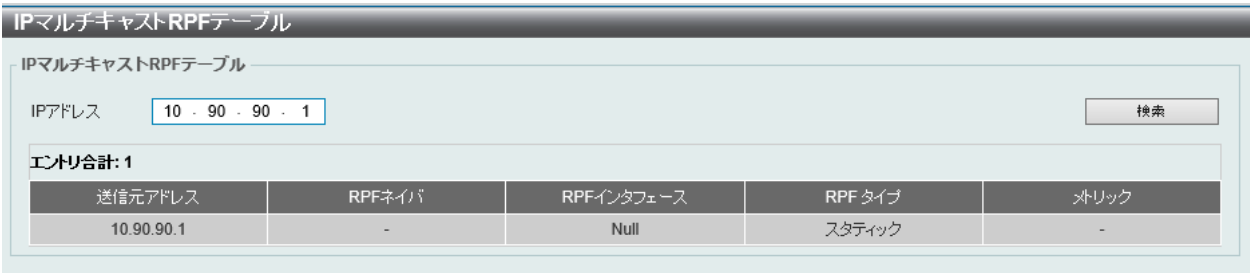 IPマルチキャストRPFテーブル
IPマルチキャストRPFテーブル
IPアドレス 10 . 90 . 90 . 1 検索
エントリ合計: 1
送信元アドレス RPFネイバ RPFインタフェース RPF タイプ メトリック
10.90.90.1 - Null スタティック -